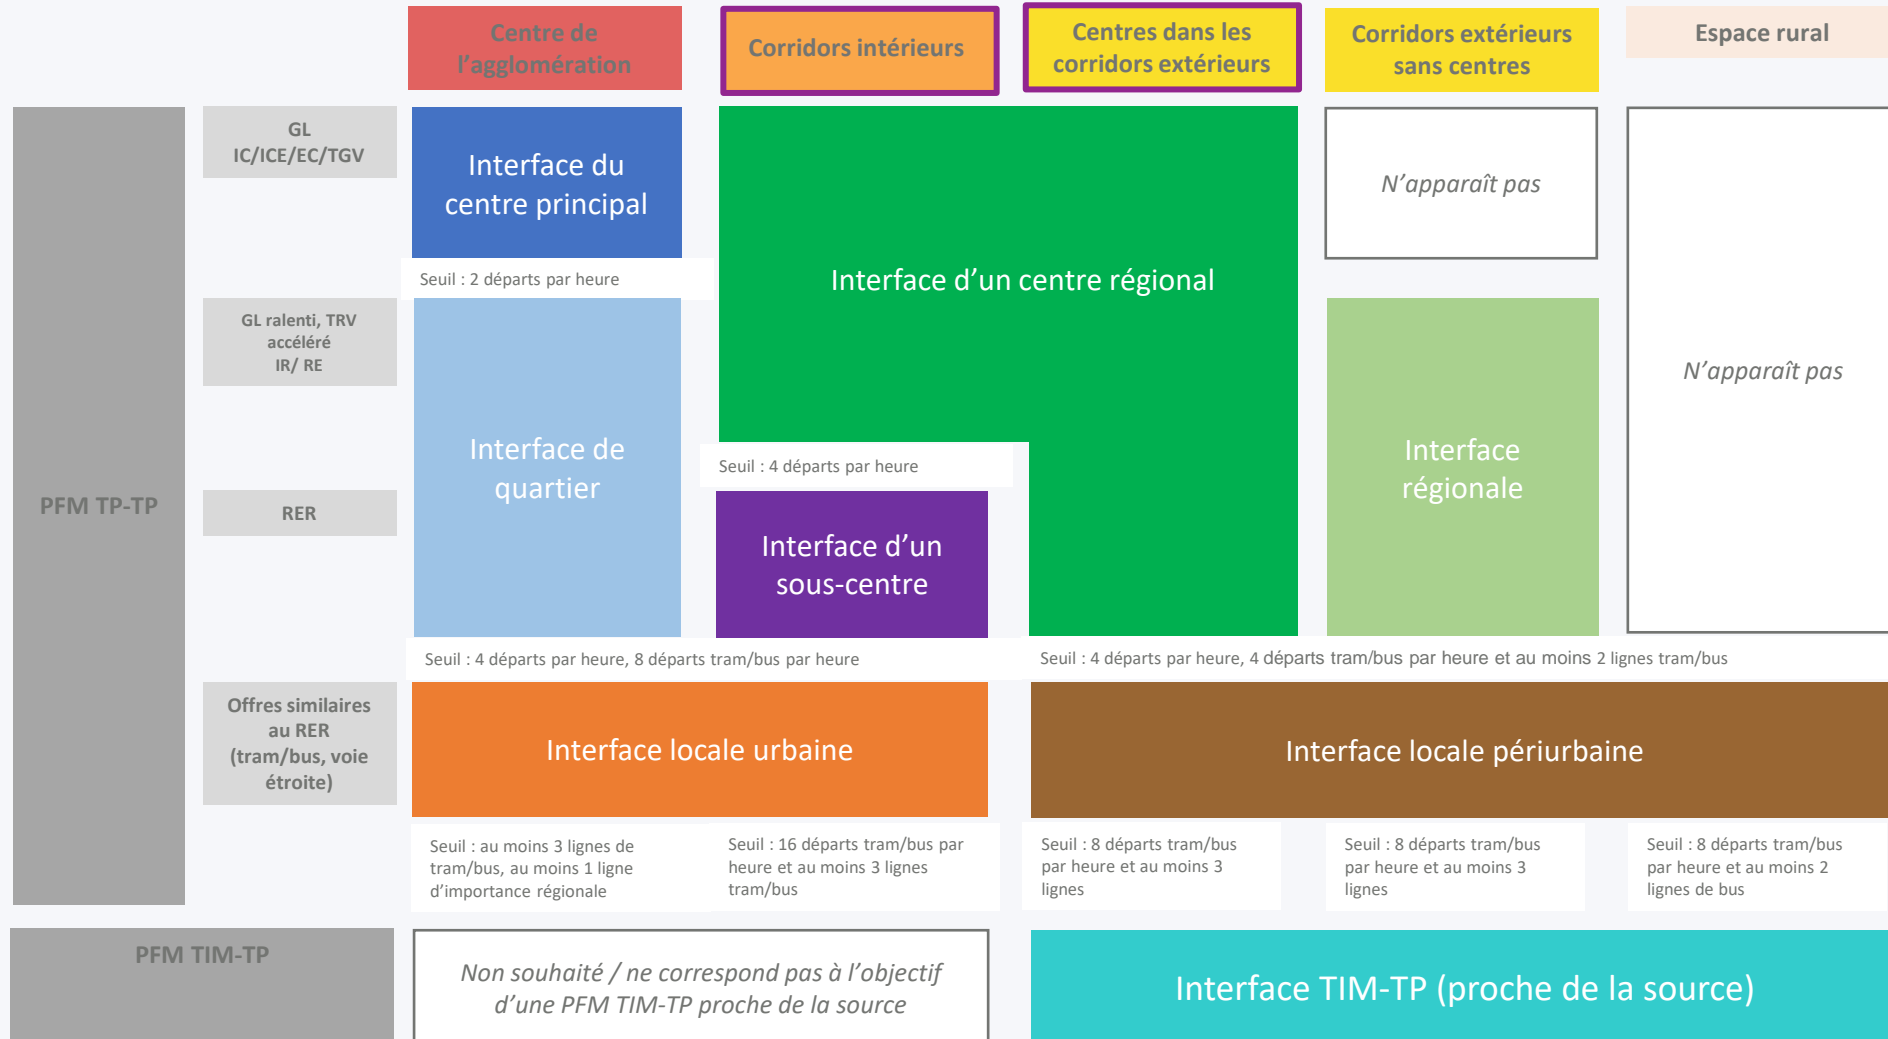 Centre de
l’agglomération
Corridors intérieurs
Centres dans les
corridors extérieurs
Corridors extérieurs
sans centres
Espace rural
PFM TP-TP
GL
IC/ICE/EC/TGV
Interface du
centre principal
Interface d’un centre régional
N’apparaît pas
N’apparaît pas
Seuil : 2 départs par heure
GL ralenti, TRV
accéléré
IR/ RE
Interface de
quartier
Seuil : 4 départs par heure
Interface
régionale
RER
Interface d’un
sous-centre
Seuil : 4 départs par heure, 8 départs tram/bus par heure
Seuil : 4 départs par heure, 4 départs tram/bus par heure et au moins 2 lignes tram/bus
Offres similaires
au RER
(tram/bus, voie
étroite)
Interface locale urbaine
Interface locale périurbaine
Seuil : au moins 3 lignes de
tram/bus, au moins 1 ligne
d’importance régionale
Seuil : 16 départs tram/bus par
heure et au moins 3 lignes
tram/bus
Seuil : 8 départs tram/bus
par heure et au moins 3
lignes
Seuil : 8 départs tram/bus
par heure et au moins 3
lignes
Seuil : 8 départs tram/bus
par heure et au moins 2
lignes de bus
PFM TIM-TP
Non souhaité / ne correspond pas à l’objectif
d’une PFM TIM-TP proche de la source
Interface TIM-TP (proche de la source)